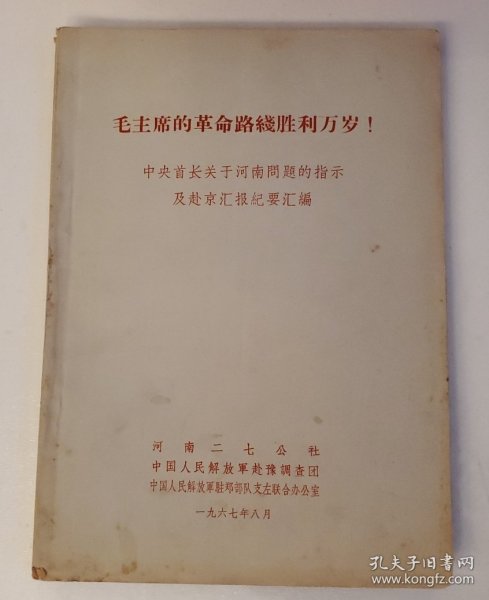 毛主席的革命路綫胜利万岁！
中央首长关于河南問題的指示
及赴京汇报紀要汇編
河南二七公社
中国人民解放軍赴豫調查团
中国人民解放軍駐郑部队支左联合办公室
一九六七年八月
孔夫子旧书网